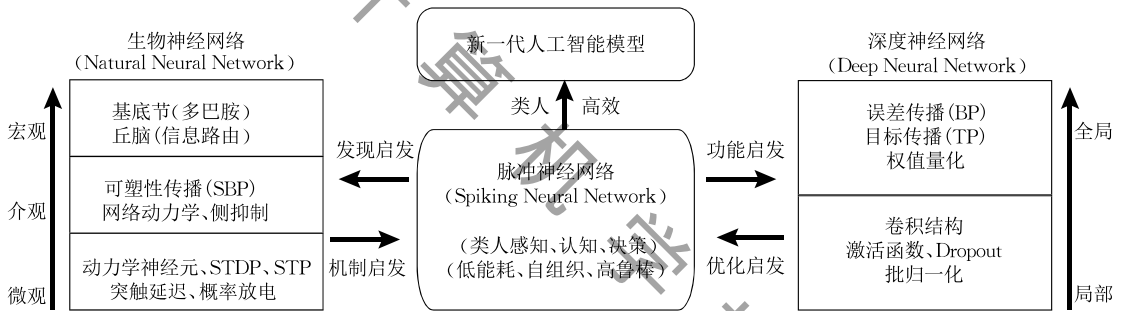 生物神经网络
(Natural Neural Network)
宏观
介观
微观
基底节(多巴胺)
丘脑(信息路由)
可塑性传播(SBP)
网络动力学、侧抑制
动力学神经元、STDP、STP
突触延迟、概率放电
发现启发
机制启发
新一代人工智能模型
类人
高效
脉冲神经网络
(Spiking Neural Network)
(类人感知、认知、决策)
(低能耗、自组织、高鲁棒)
功能启发
优化启发
深度神经网络
(Deep Neural Network)
误差传播(BP)
目标传播(TP)
权值量化
卷积结构
激活函数、Dropout
批归一化
全局
局部
算机学